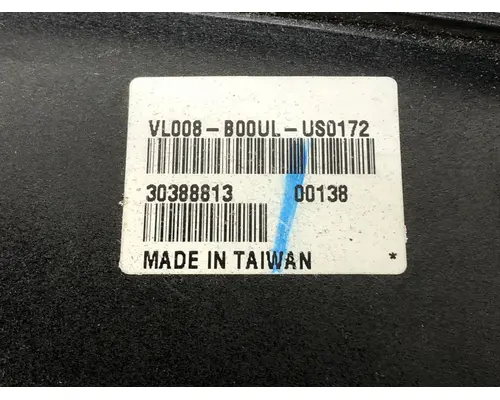 VL008-B00UL-US0172
30388813 00138
MADE IN TAIWAN *